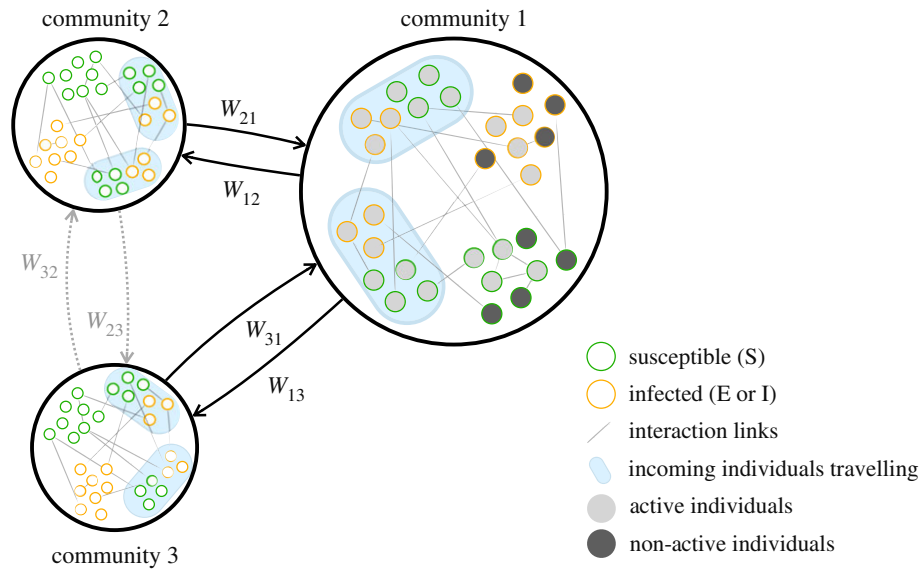 community 2
community 1
W21
W12
W32
W23
W31
W13
community 3
susceptible (S)
infected (E or I)
interaction links
incoming individuals travelling
active individuals
non-active individuals